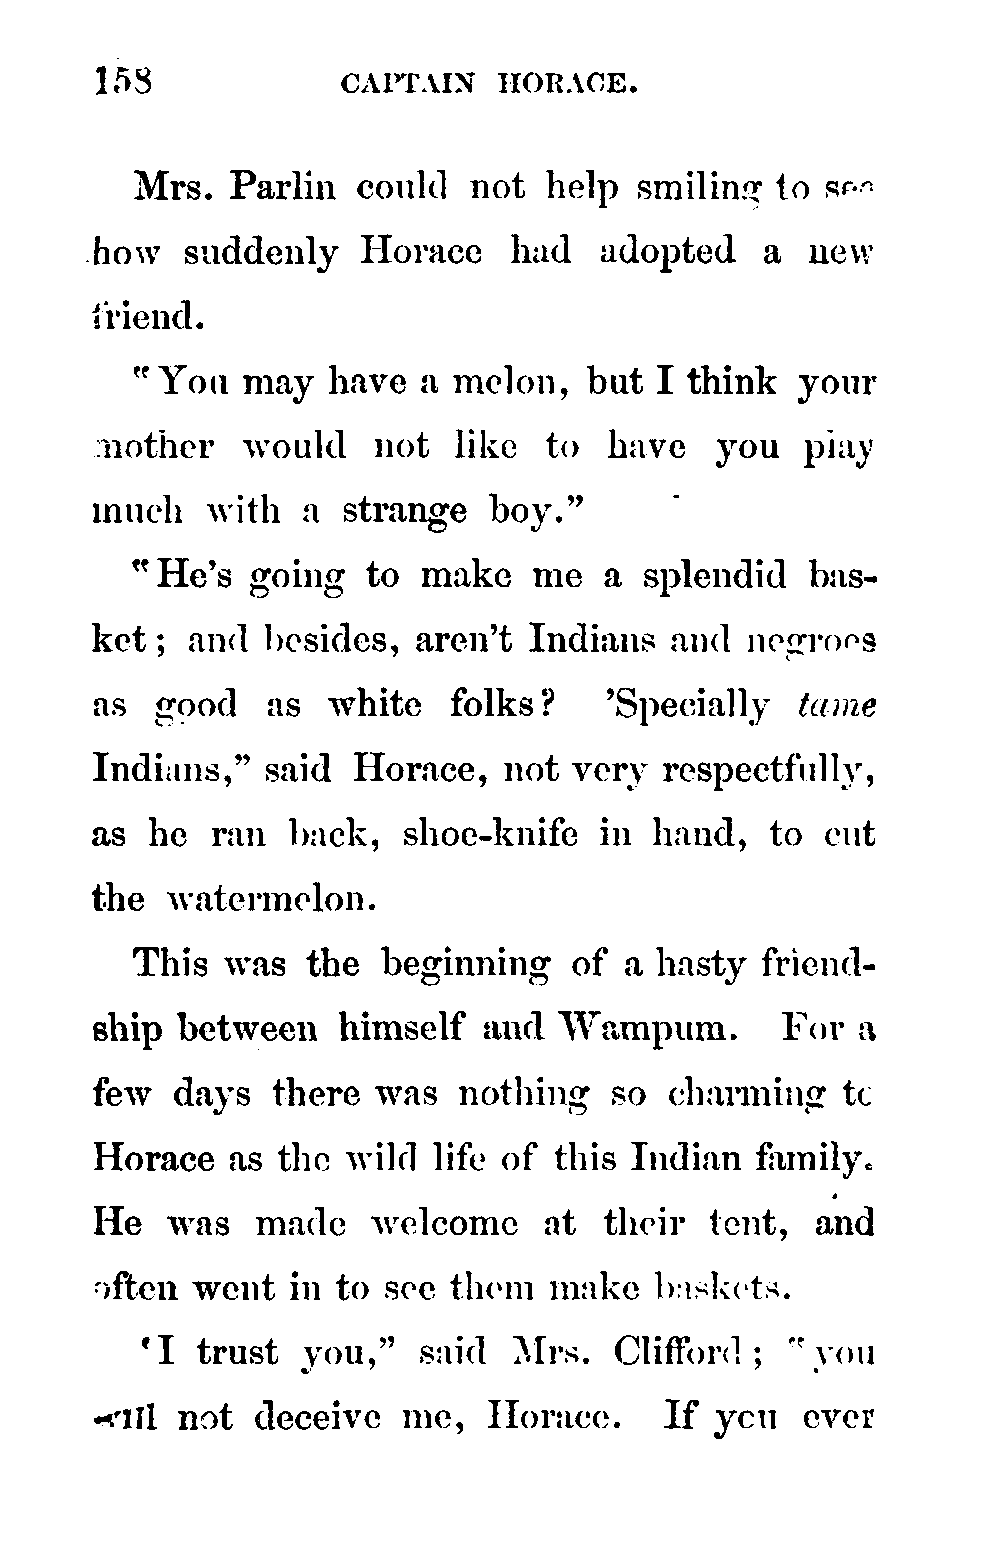 158 CAPTAIN HORACE.
Mrs. Parlin could not help smiling to see
how suddenly Horace had adopted a new
friend.
"You may have a melon, but I think your
mother would not like to have you play
much with a strange boy."
"He's going to make me a splendid bas-
ket; and besides, aren't Indians and negroes
as good as white folks? 'Specially tame
Indians," said Horace, not very respectfully,
as he ran back, shoe-knife in hand, to cut
the watermelon.
This was the beginning of a hasty friend-
ship between himself and Wampum. For a
few days there was nothing so charming to
Horace as the wild life of this Indian family.
He was made welcome at their tent, and
often went in to see them make baskets.
"I trust you," said Mrs. Clifford; "you
will not deceive me, Horace. If you ever